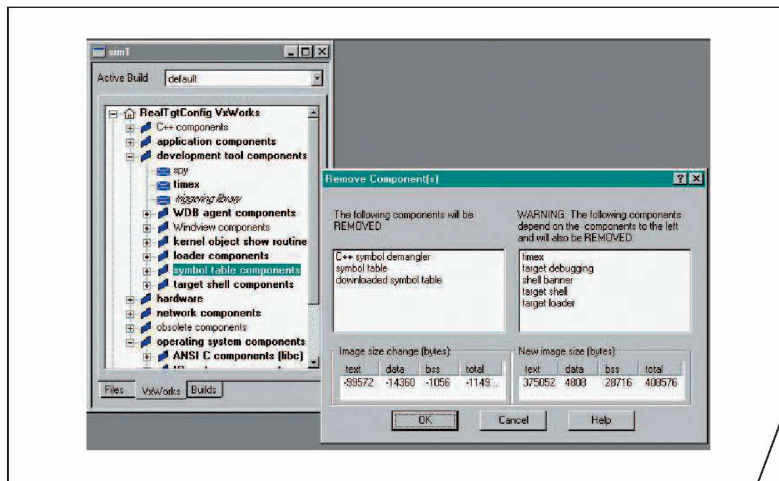 sim1
Active Build
default
RealTgtConfig VxWorks
C++ components
application components
development tool components
spy
timex
triggering library
WDB agent components
Windview components
kernel object show routine
loader components
symbol table components
target shell components
hardware
network components
obsolete components
operating system components
ANSI C components (libc)
Files
VxWorks
Builds
Remove Component(s)
The following components will be
REMOVED
C++ symbol demangler
symbol table
downloaded symbol table
WARNING: The following components
depend on the components to the left
and will also be REMOVED
timex
target debugging
shell banner
target shell
target loader
Image size change (bytes):
text data bss total
-99572 -14360 -1056 -1149...
New image size (bytes):
text data bss total
375052 4808 28716 408576
OK
Cancel
Help